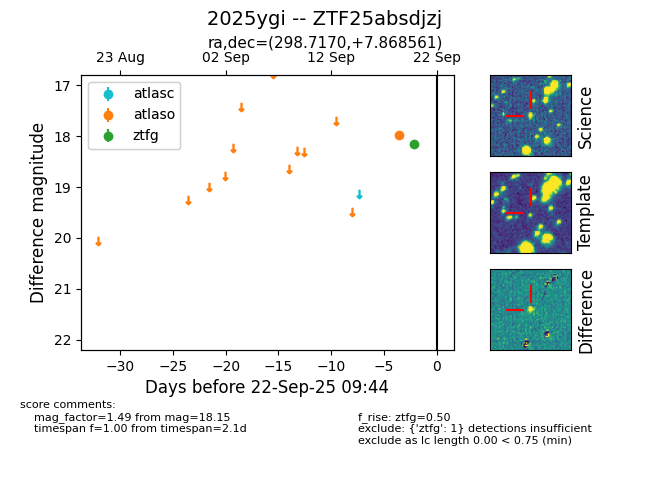 2025ygi -- ZTF25absdjzj
ra,dec=(298.7170,+7.868561)
23 Aug 02 Sep 12 Sep 22 Sep
atlasc
atlaso
ztfg
17
18
19
20
21
22
Difference magnitude
−30 −25 −20 −15 −10 −5 0
Days before 22-Sep-25 09:44
Science
Template
Difference
score comments:
mag_factor=1.49 from mag=18.15
timespan f=1.00 from timespan=2.1d
f_rise: ztfg=0.50
exclude: {'ztfg': 1} detections insufficient
exclude as lc length 0.00 < 0.75 (min)